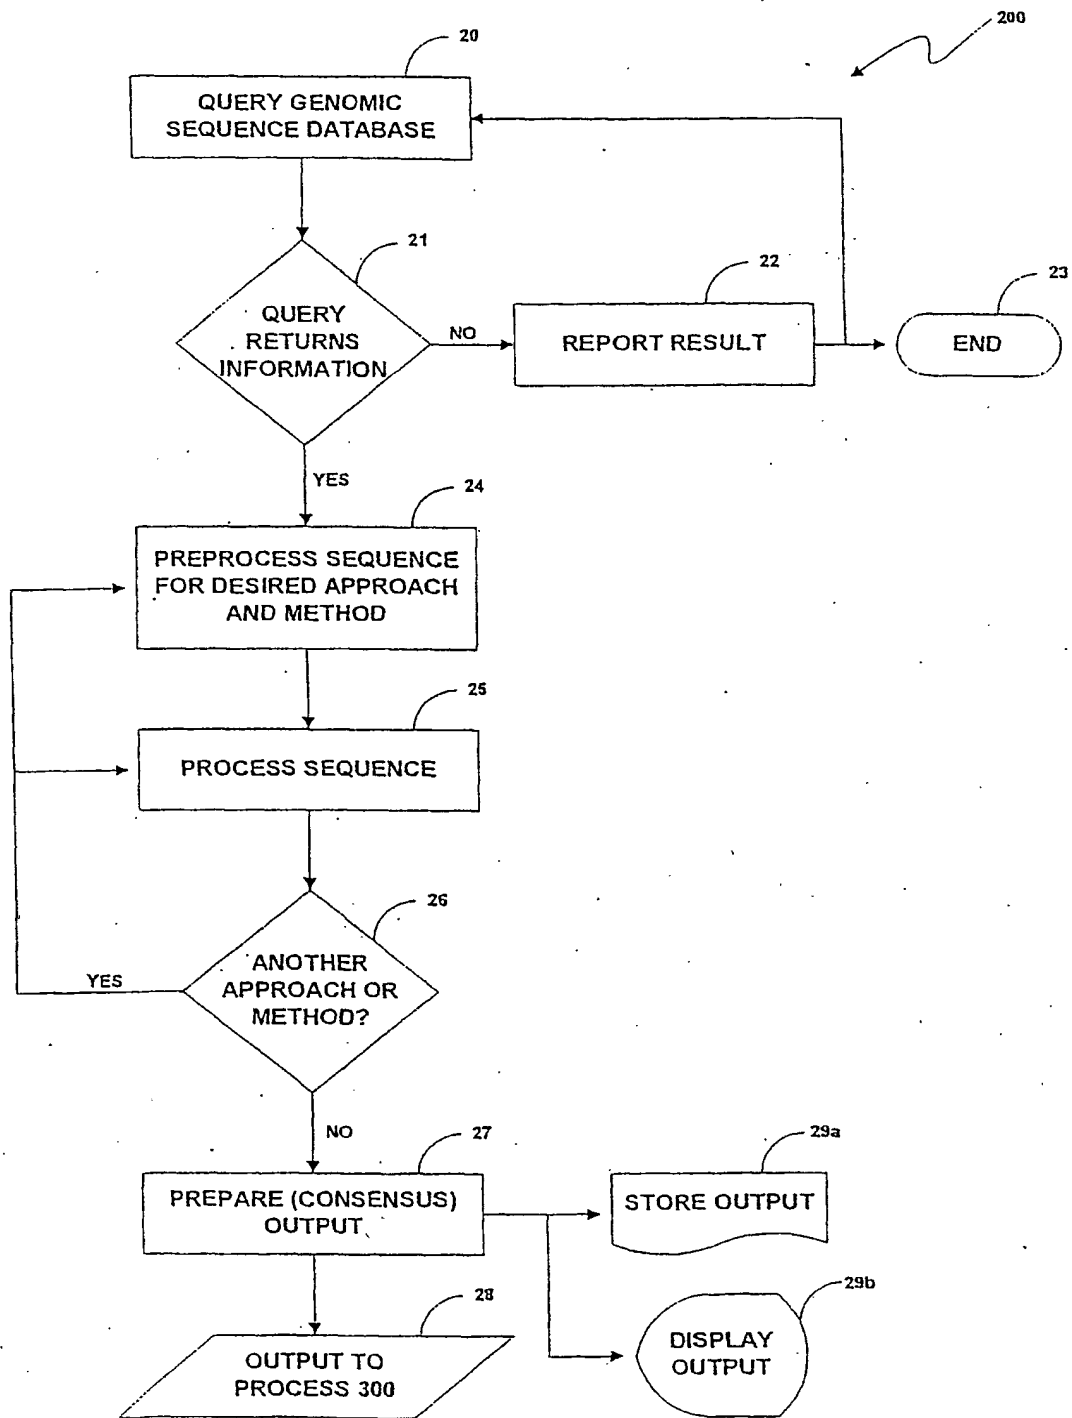 200
20
QUERY GENOMIC
SEQUENCE DATABASE
21
QUERY
RETURNS
INFORMATION
NO
22
REPORT RESULT
23
END
YES
24
PREPROCESS SEQUENCE
FOR DESIRED APPROACH
AND METHOD
25
PROCESS SEQUENCE
26
ANOTHER
APPROACH OR
METHOD?
YES
NO
27
PREPARE (CONSENSUS)
OUTPUT
29a
STORE OUTPUT
28
OUTPUT TO
PROCESS 300
29b
DISPLAY
OUTPUT